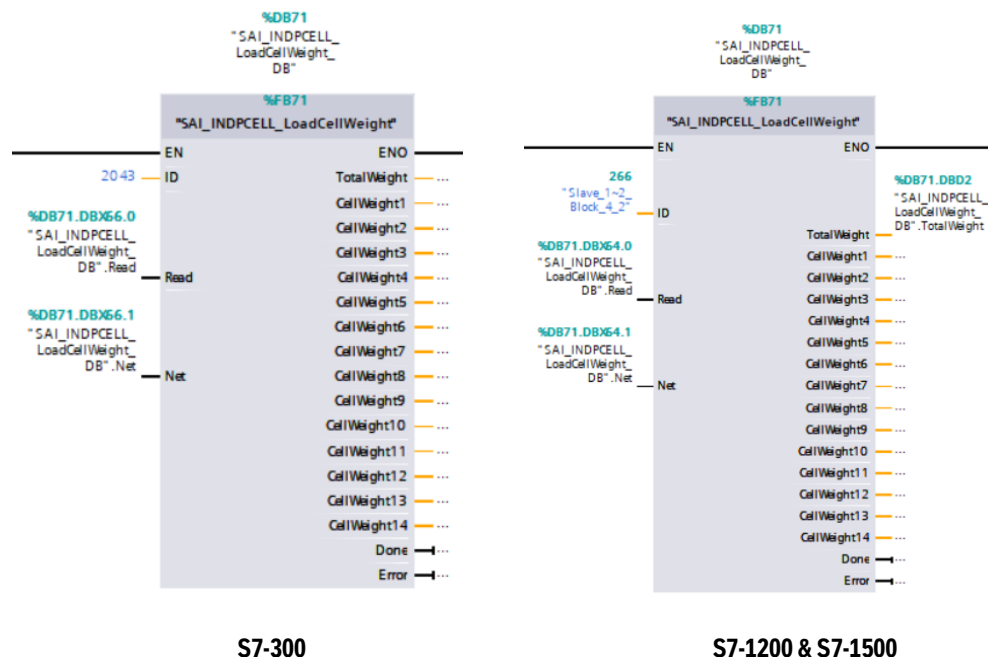 %DB71
"SAI_INDPCELL_
LoadCellWeight_
DB"
%FB71
"SAI_INDPCELL_LoadCellWeight"
EN
ENO
2043
ID
TotalWeight
...
CellWeight1
...
%DB71.DBX66.0
"SAI_INDPCELL_
LoadCellWeight_
DB".Read
Read
CellWeight2
...
CellWeight3
...
CellWeight4
...
CellWeight5
...
%DB71.DBX66.1
"SAI_INDPCELL_
LoadCellWeight_
DB".Net
Net
CellWeight6
...
CellWeight7
...
CellWeight8
...
CellWeight9
...
CellWeight10
...
CellWeight11
...
CellWeight12
...
CellWeight13
...
CellWeight14
...
Done
...
Error
...
S7-300
%DB71
"SAI_INDPCELL_
LoadCellWeight_
DB"
%FB71
"SAI_INDPCELL_LoadCellWeight"
EN
ENO
266
"Slave_1~2_
Block_4_2"
ID
%DB71.DBD2
"SAI_INDPCELL_
LoadCellWeight_
DB".TotalWeight
TotalWeight
%DB71.DBX64.0
"SAI_INDPCELL_
LoadCellWeight_
DB".Read
Read
CellWeight1
...
CellWeight2
...
CellWeight3
...
CellWeight4
...
%DB71.DBX64.1
"SAI_INDPCELL_
LoadCellWeight_
DB".Net
Net
CellWeight5
...
CellWeight6
...
CellWeight7
...
CellWeight8
...
CellWeight9
...
CellWeight10
...
CellWeight11
...
CellWeight12
...
CellWeight13
...
CellWeight14
...
Done
...
Error
...
S7-1200 & S7-1500